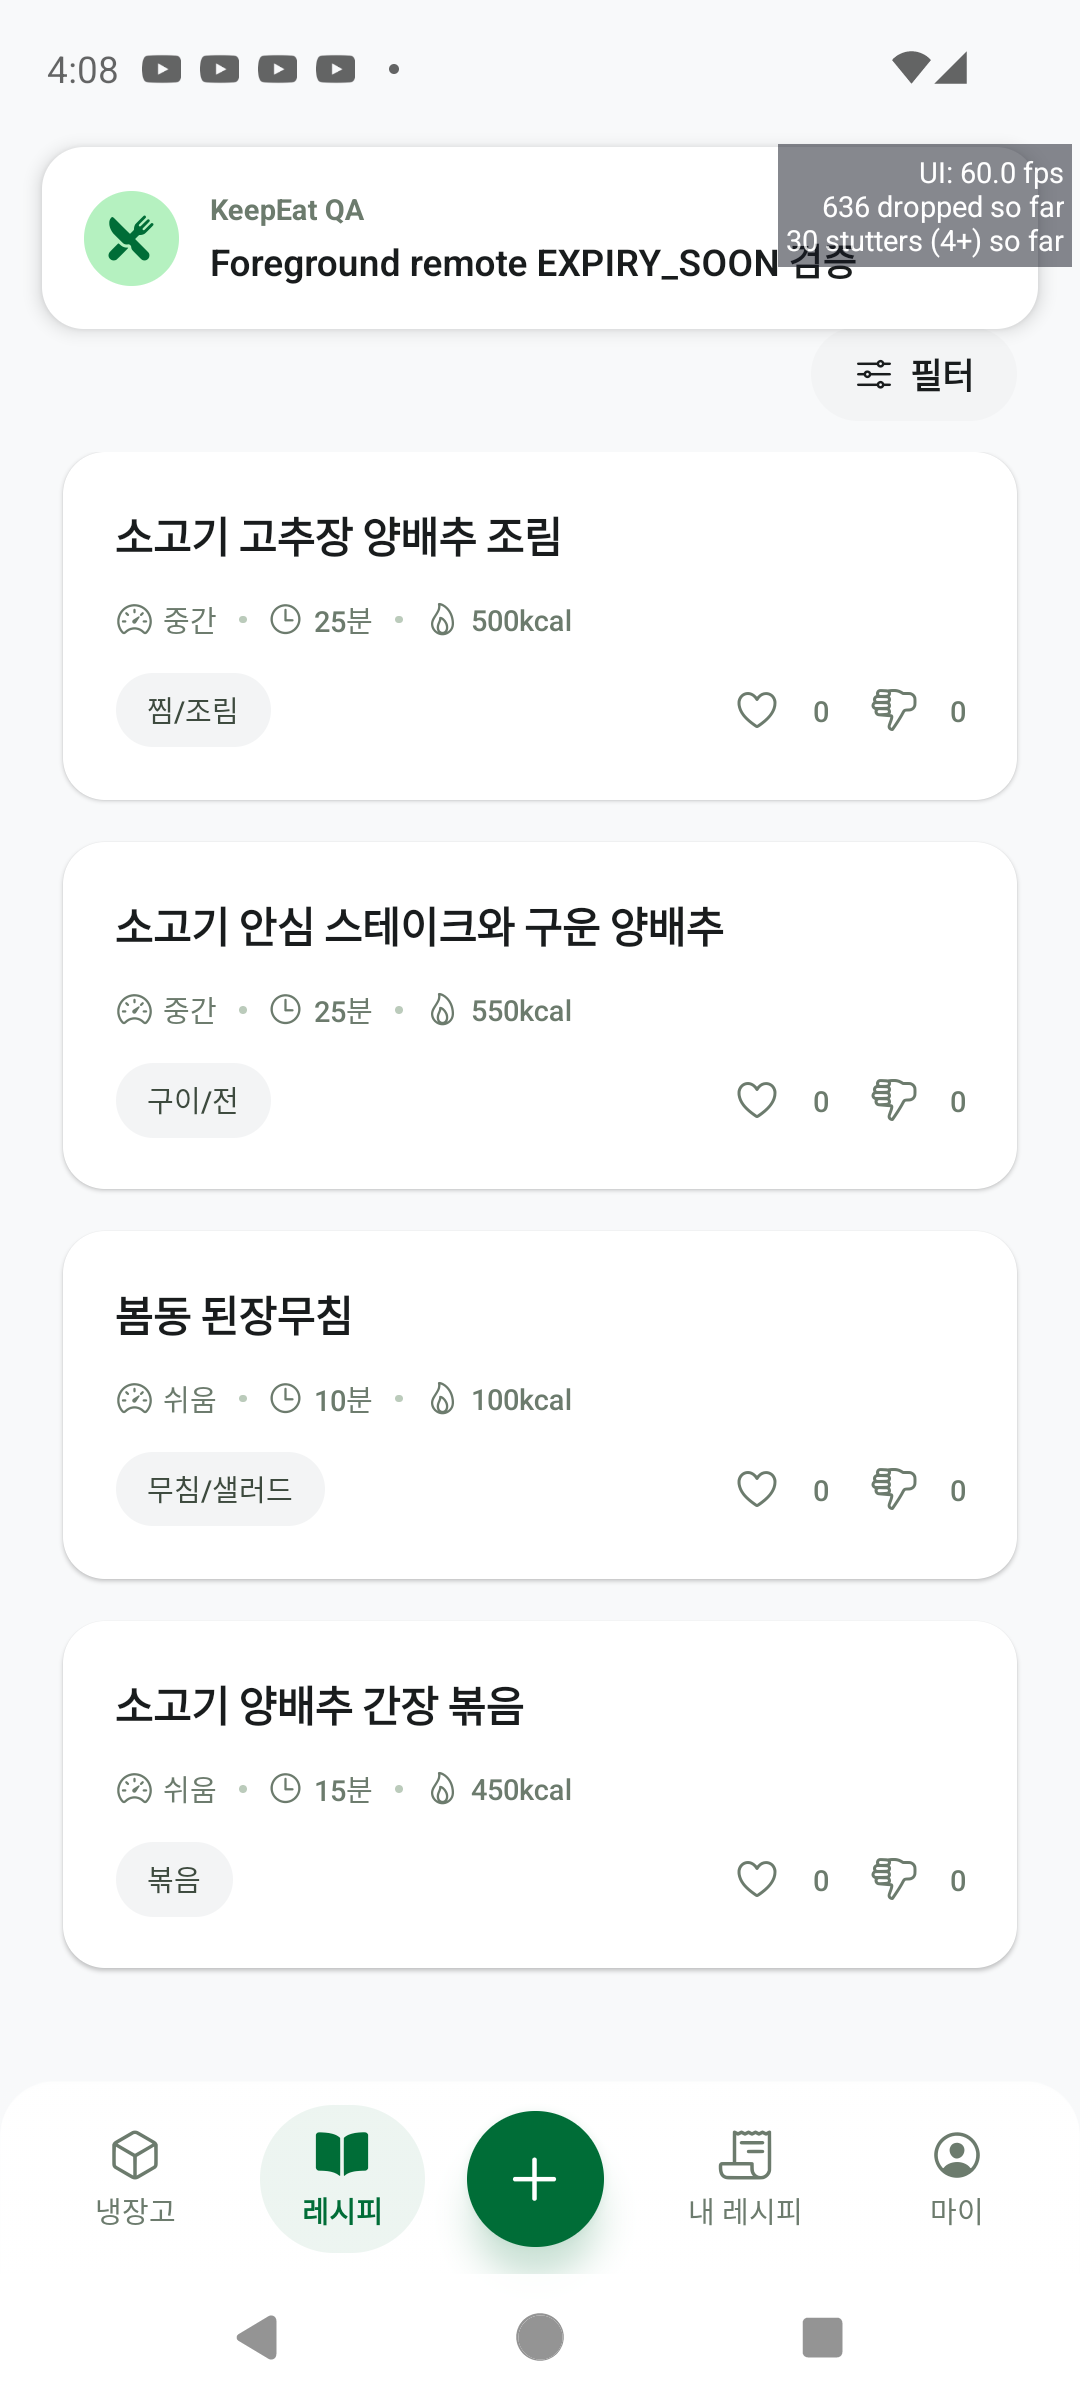 4:08
UI: 60.0 fps
636 dropped so far
30 stutters (4+) so far
KeepEat QA
Foreground remote EXPIRY_SOON 검증
필터
소고기 고추장 양배추 조림
중간 • 25분 • 500kcal
찜/조림 0 0
소고기 안심 스테이크와 구운 양배추
중간 • 25분 • 550kcal
구이/전 0 0
봄동 된장무침
쉬움 • 10분 • 100kcal
무침/샐러드 0 0
소고기 양배추 간장 볶음
쉬움 • 15분 • 450kcal
볶음 0 0
냉장고 레시피 내 레시피 마이